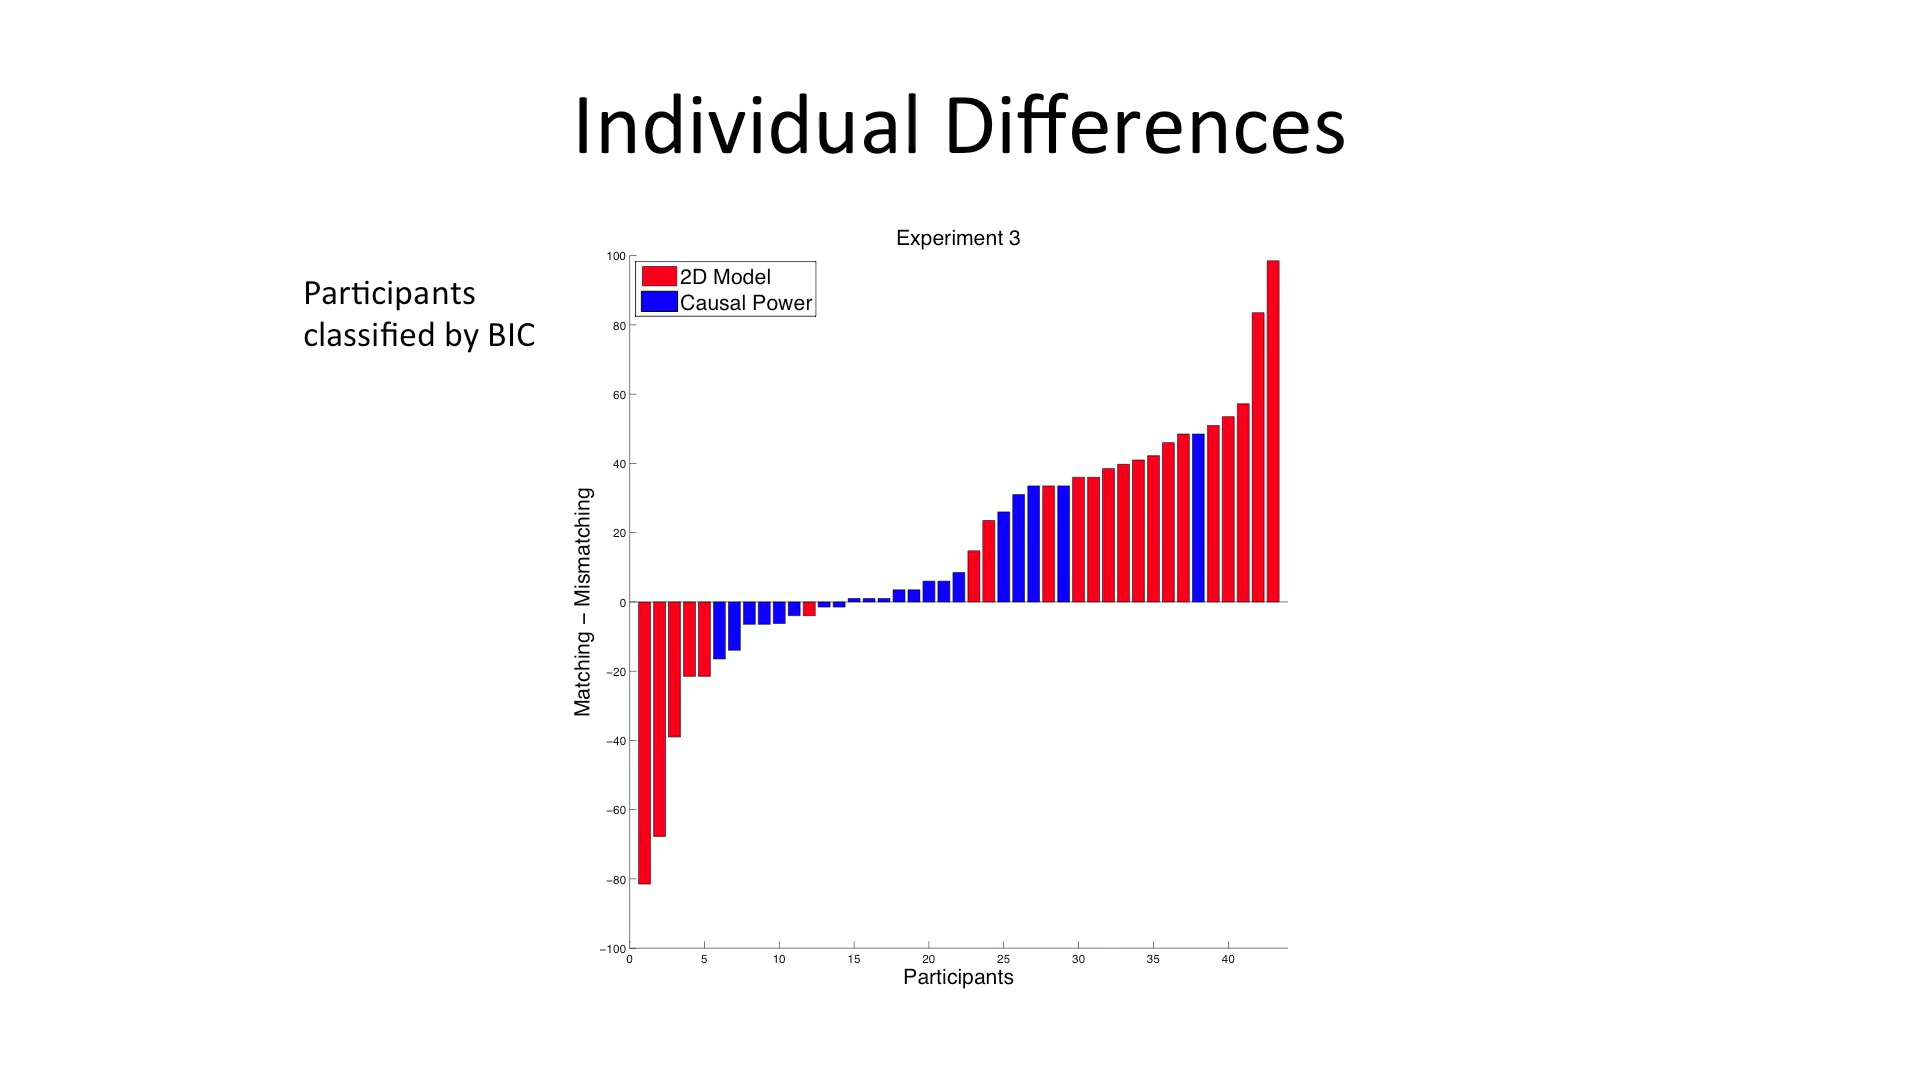 Individual Differences
Participants
classified by BIC
Experiment 3
2D Model
Causal Power
Matching – Mismatching
100
80
60
40
20
0
−20
−40
−60
−80
−100
0 5 10 15 20 25 30 35 40
Participants